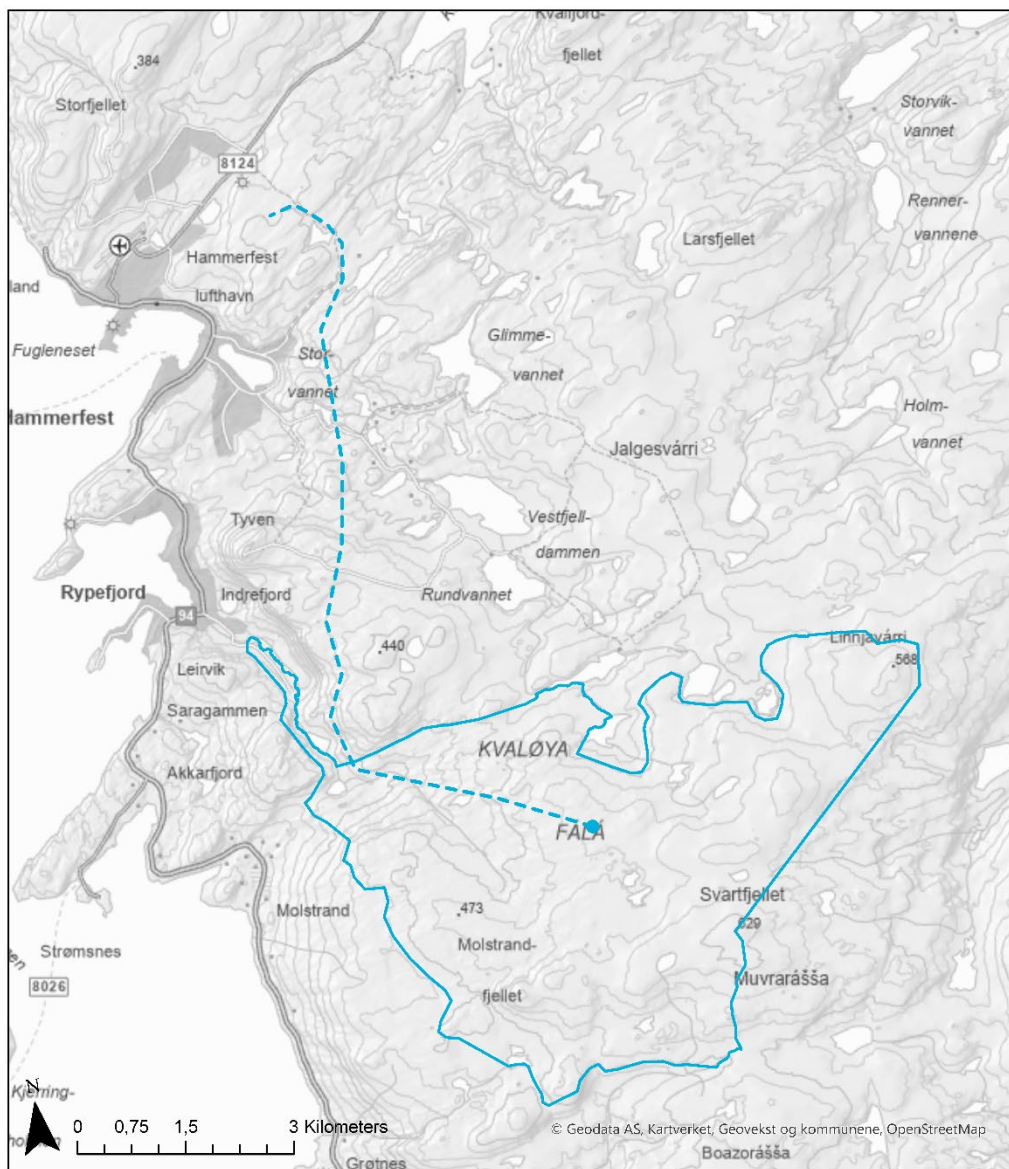 Kvalfjord-
fjellet
384
Storfjellet
Storvik-
vannet
8124
Renner-
vannene
Larsfjellet
Hammerfest
lufthavn
land
Fugleneset
Glimme-
vannet
Stor-
vannet
Hammerfest
Holm-
vannet
Jalgesvárri
Tyven
Vestfjell-
dammen
Rypefjord
Indrefjord
Rundvannet
94
Linnjavárri
440
568
Leirvik
Saragammen
KVALØYA
Akkarfjord
FALÁ
Svartfjellet
629
Molstrand
473
Molstrand-
fjellet
Strømsnes
Muvrarášša
8026
Kjerring-
N
0 0,75 1,5 3 Kilometers
© Geodata AS, Kartverket, Geovekst og kommunene, OpenStreetMap
Boazorášša
Grøtnes